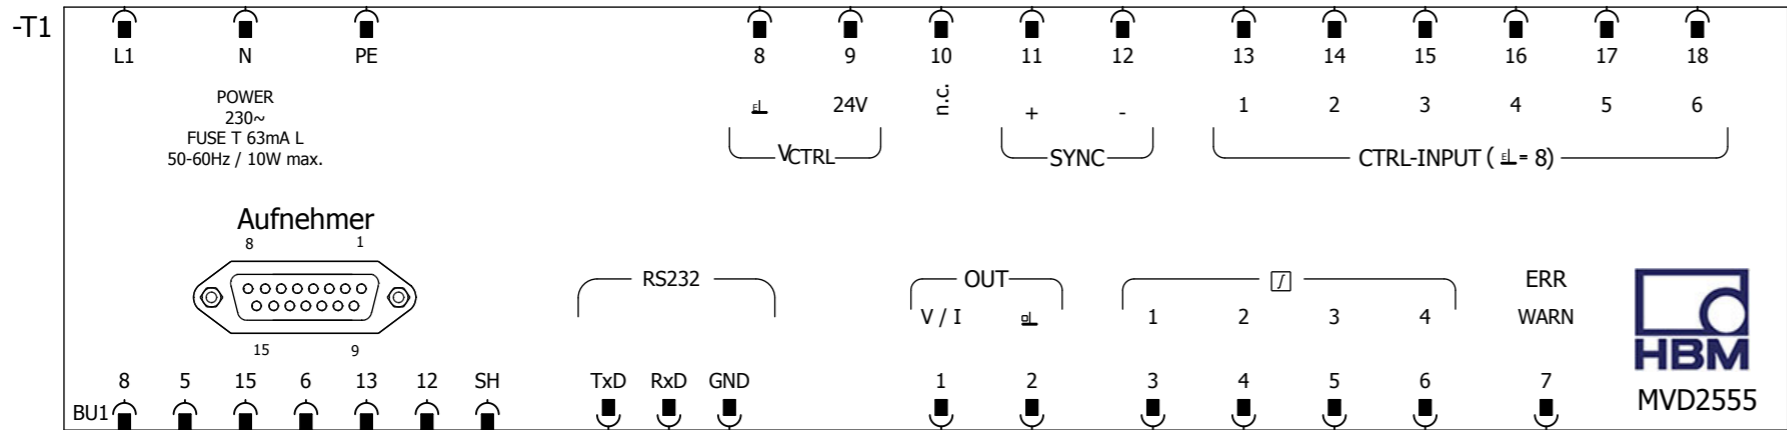 -T1
L1 N PE 8 9 10 11 12 13 14 15 16 17 18
24V n.c. + - 1 2 3 4 5 6
VCTRL SYNC CTRL-INPUT ( = 8)
POWER
230~
FUSE T 63mA L
50-60Hz / 10W max.
Aufnehmer
8 1
15 9
RS232 OUT ERR
V / I 1 2 3 4 WARN
8 5 15 6 13 12 SH TxD RxD GND 1 2 3 4 5 6 7
BU1
HBM
MVD2555